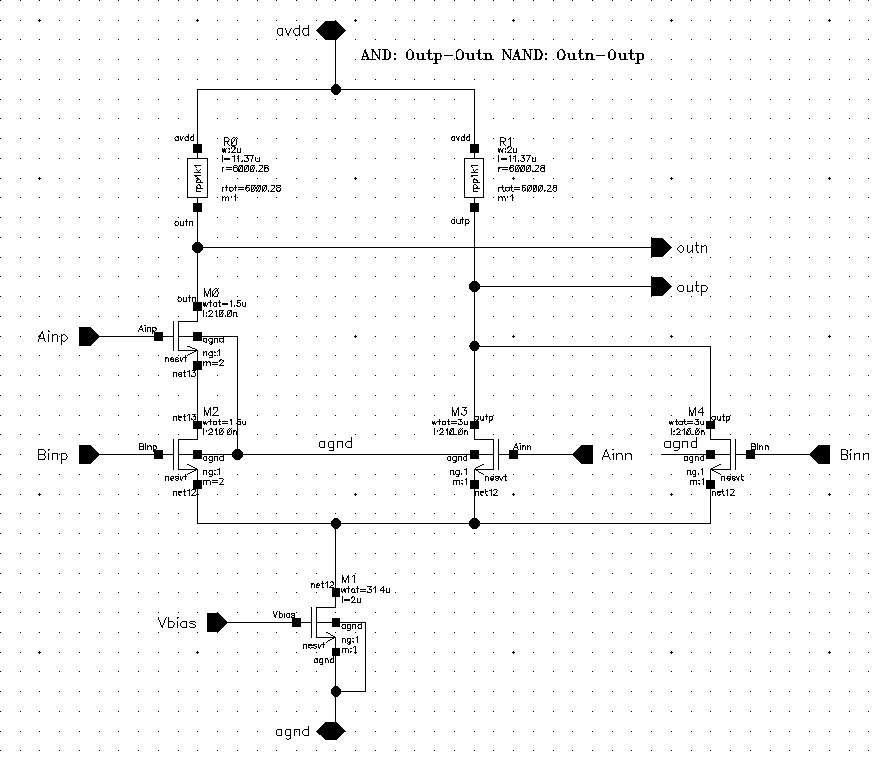 avdd
AND: Outp-Outn NAND: Outn-Outp
avdd
R0
w:2u
l=11.37u
r=6000.28
rtot=6000.28
m:1
rpp1k1
outn
avdd
R1
w:2u
l=11.37u
r=6000.28
rtot=6000.28
m:1
rpp1k1
outp
outn
outp
outn
M0
wtot=1.5u
l:210.0n
Ainp
Ainp
agnd
ng:1
nesvt
m=2
net13
net13
M2
wtot=1.5u
l:210.0n
Binp
Binp
agnd
ng:1
nesvt
m=2
net12
agnd
M3
outp
wtot=3u
l:210.0n
Ainn
Ainn
agnd
ng:1
nesvt
m:1
net12
M4
outp
wtot=3u
l:210.0n
agnd
Binn
Binn
agnd
ng:1
nesvt
m:1
net12
net12
M1
wtot=31.4u
l=2u
Vbias
Vbias
agnd
ng:1
nesvt
m:1
agnd
agnd